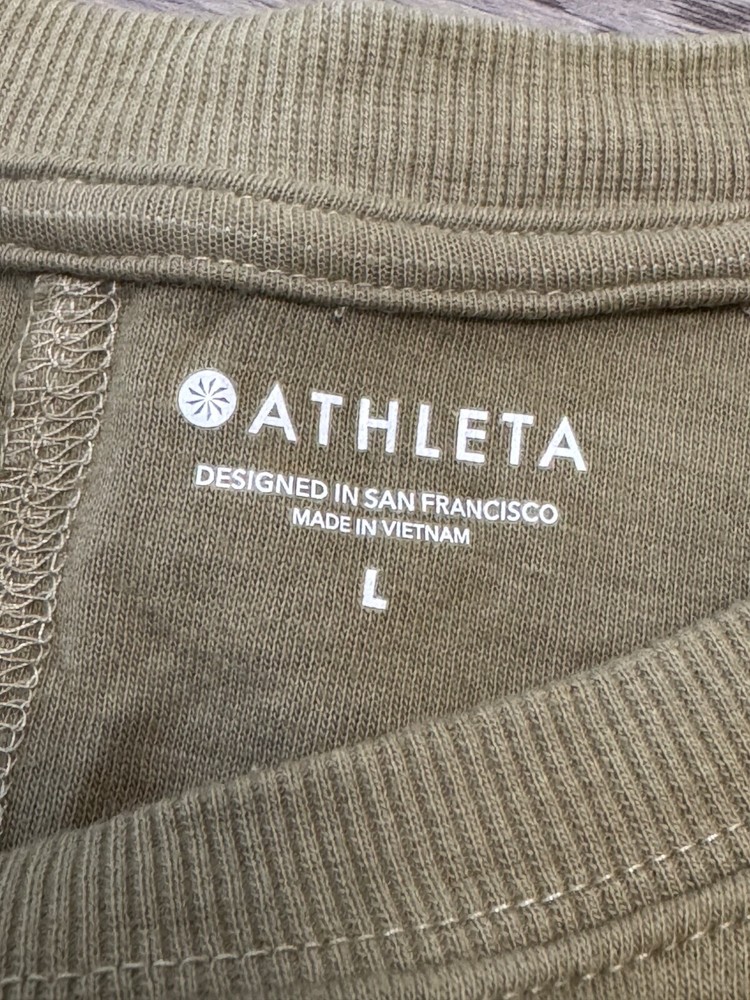 ATHLETA
DESIGNED IN SAN FRANCISCO
MADE IN VIETNAM
L